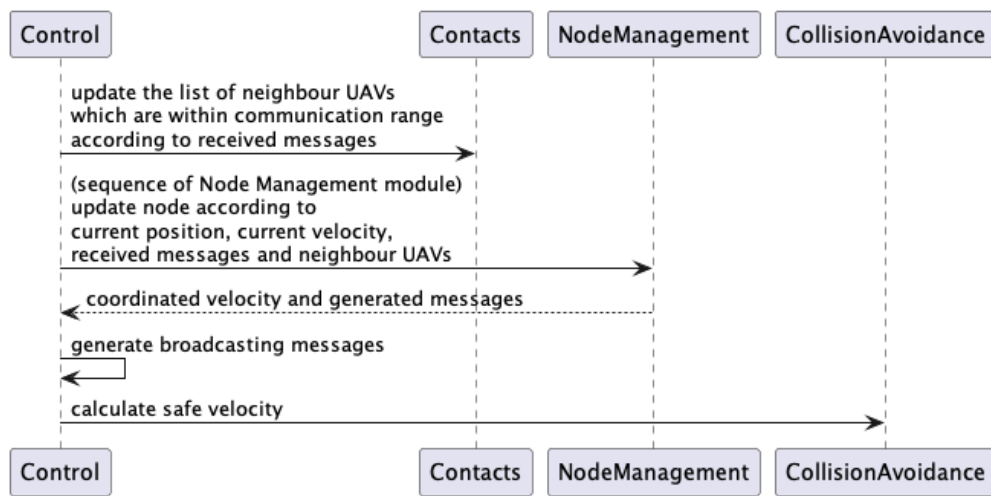 Control Contacts NodeManagement CollisionAvoidance
update the list of neighbour UAVs
which are within communication range
according to received messages
(sequence of Node Management module)
update node according to
current position, current velocity,
received messages and neighbour UAVs
coordinated velocity and generated messages
generate broadcasting messages
calculate safe velocity
Control Contacts NodeManagement CollisionAvoidance